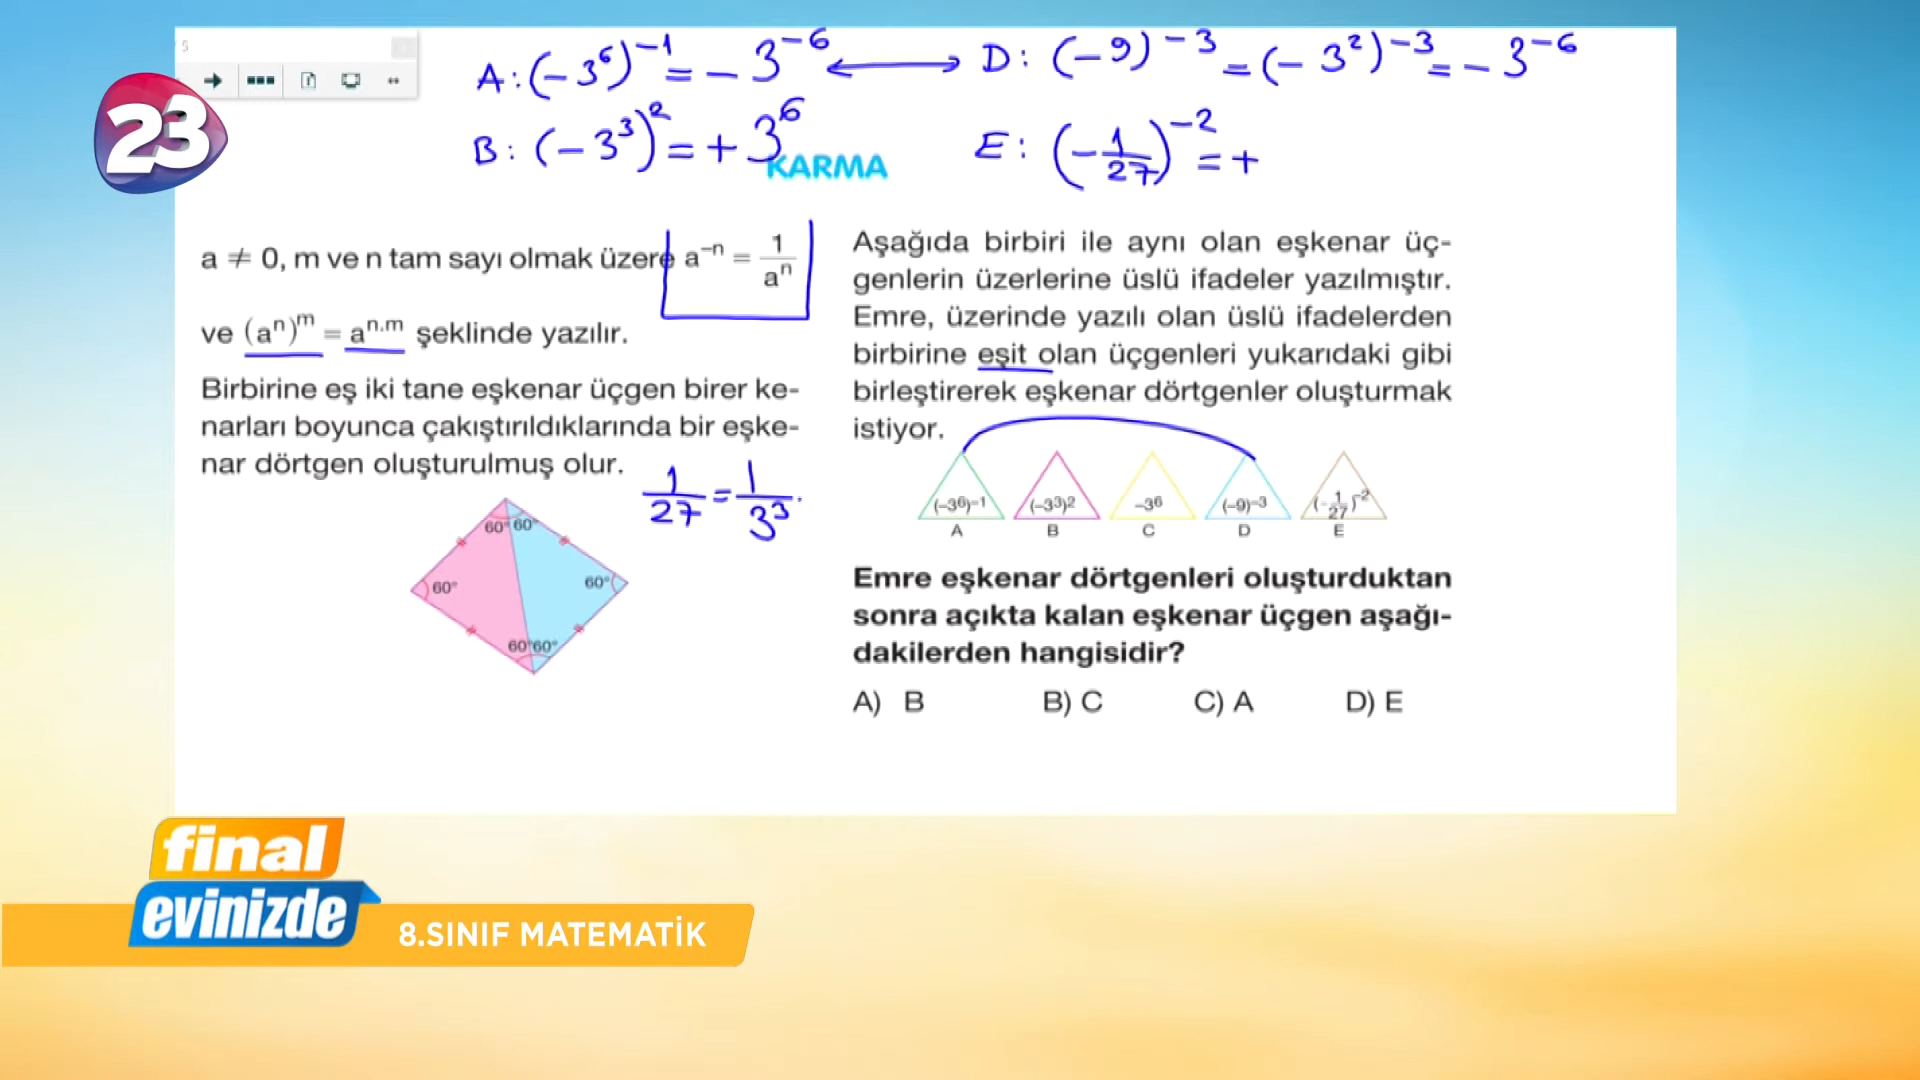 5
23
A : (-3⁶)⁻¹ = -3⁻⁶ ⟷ D : (-9)⁻³ = (-3²)⁻³ = -3⁻⁶
B : (-3³)² = +3⁶
E : (-1/27)⁻² = +
KARMA
a ≠ 0, m ve n tam sayı olmak üzere a⁻ⁿ = 1/aⁿ
ve (aⁿ)ᵐ = aⁿ·ᵐ şeklinde yazılır.
Birbirine eş iki tane eşkenar üçgen birer ke-
narları boyunca çakıştırıldıklarında bir eşke-
nar dörtgen oluşturulmuş olur.
1/27 = 1/3³.
60° 60°
60°
60°
60° 60°
Aşağıda birbiri ile aynı olan eşkenar üç-
genlerin üzerlerine üslü ifadeler yazılmıştır.
Emre, üzerinde yazılı olan üslü ifadelerden
birbirine eşit olan üçgenleri yukarıdaki gibi
birleştirerek eşkenar dörtgenler oluşturmak
istiyor.
(-3⁶)⁻¹ (-3³)² -3⁶ (-9)⁻³ (-1/27)⁻²
A B C D E
Emre eşkenar dörtgenleri oluşturduktan
sonra açıkta kalan eşkenar üçgen aşağı-
dakilerden hangisidir?
A) B B) C C) A D) E
final
evinizde
8.SINIF MATEMATİK